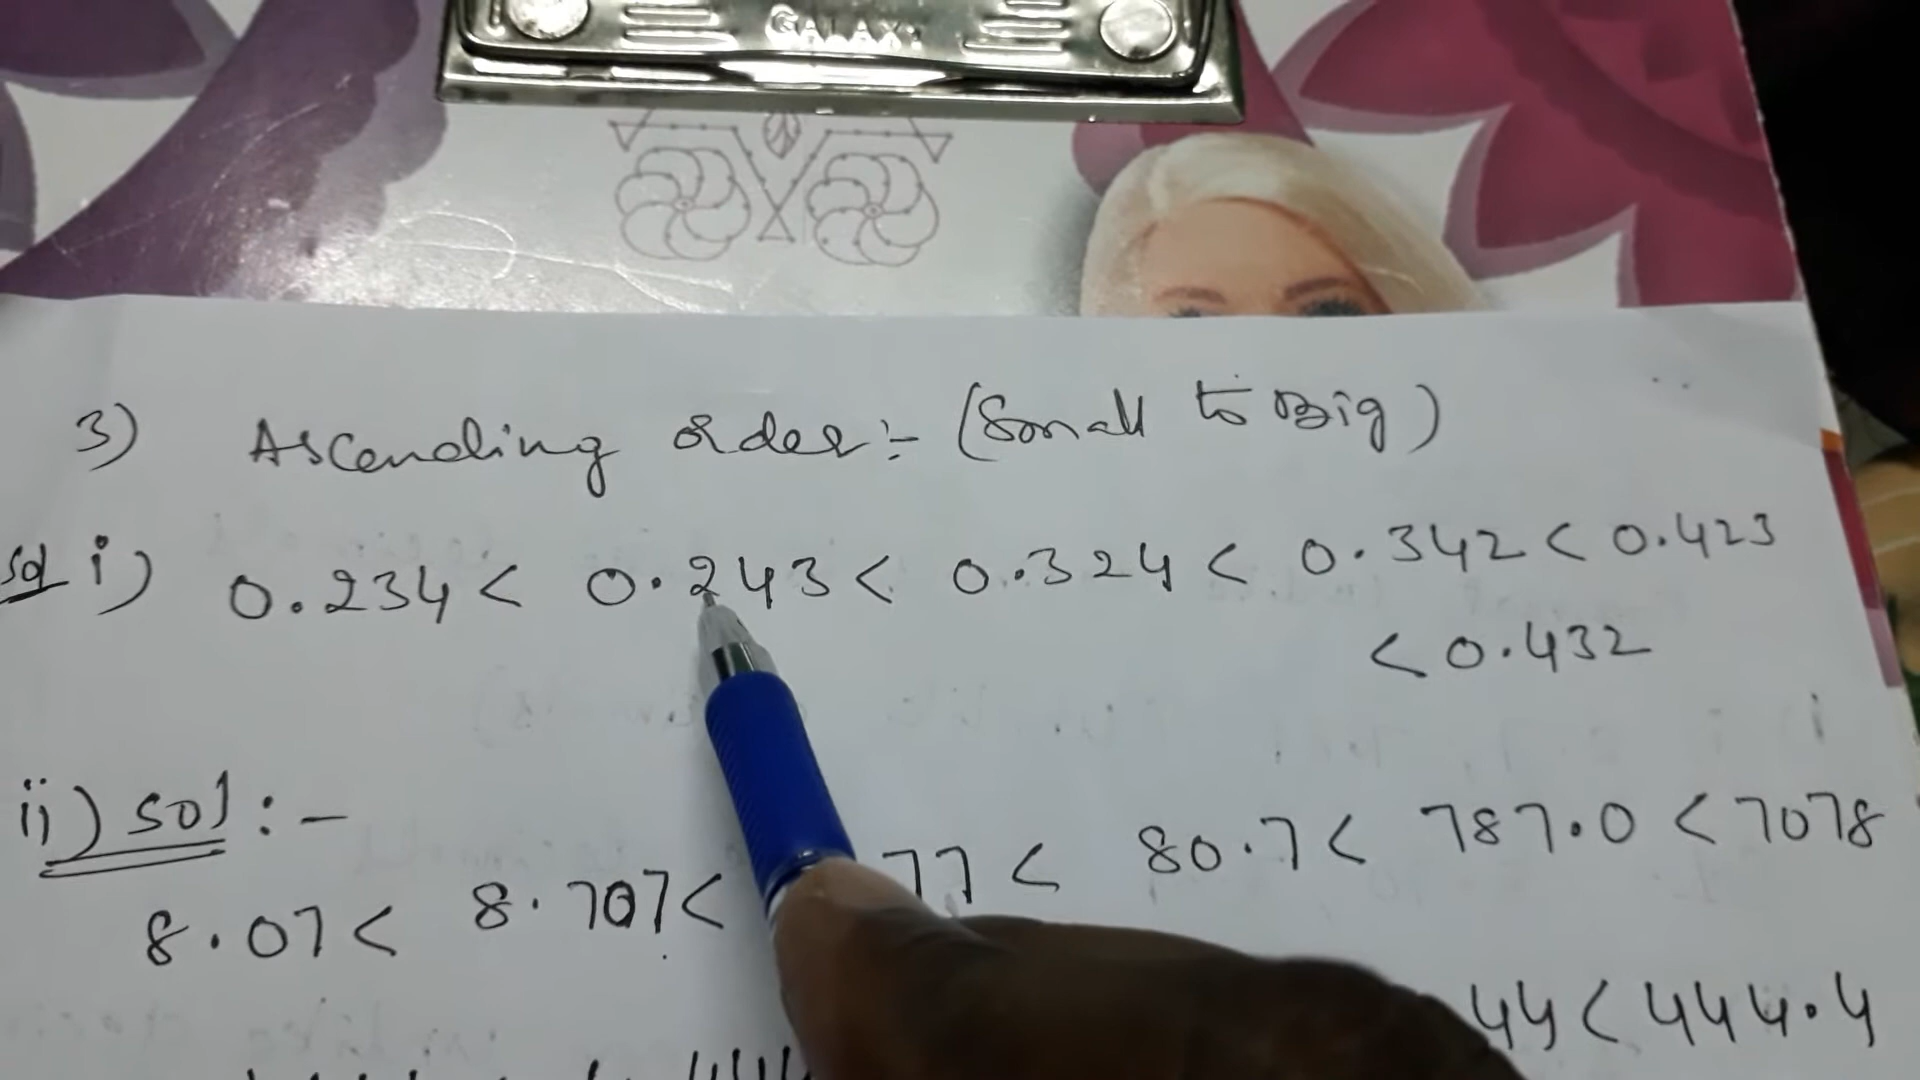 GALAXY
3) Ascending order:- (Small to Big)
Sol i) 0.234 < 0.243 < 0.324 < 0.342 < 0.423
< 0.432
ii) Sol :-
8.07 < 8.707 < 77 < 80.7 < 787.0 < 7078
44 < 444.4